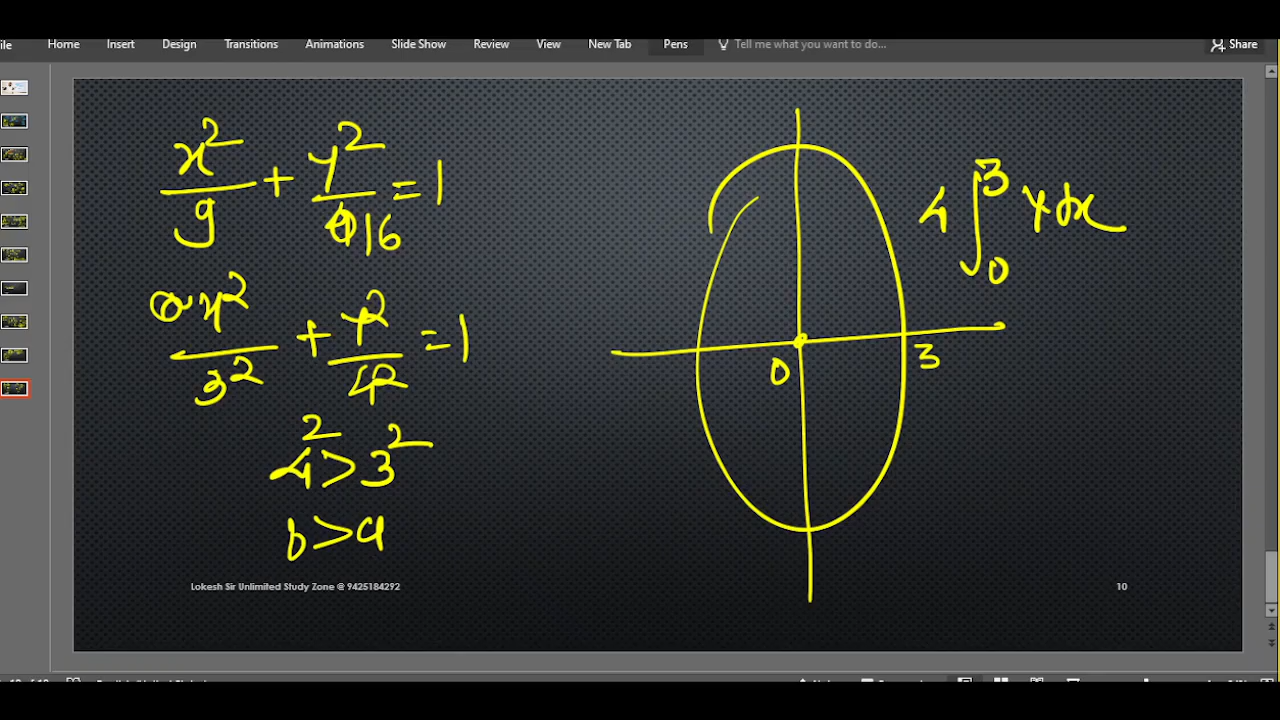 File Home Insert Design Transitions Animations Slide Show Review View New Tab Pens Tell me what you want to do... Share
x²/9 + y²/16 = 1
x²/3² + y²/4² = 1
4² > 3²
b > a
4 ∫₀³ y dx
0 3
Lokesh Sir Unlimited Study Zone @ 9425184292 10